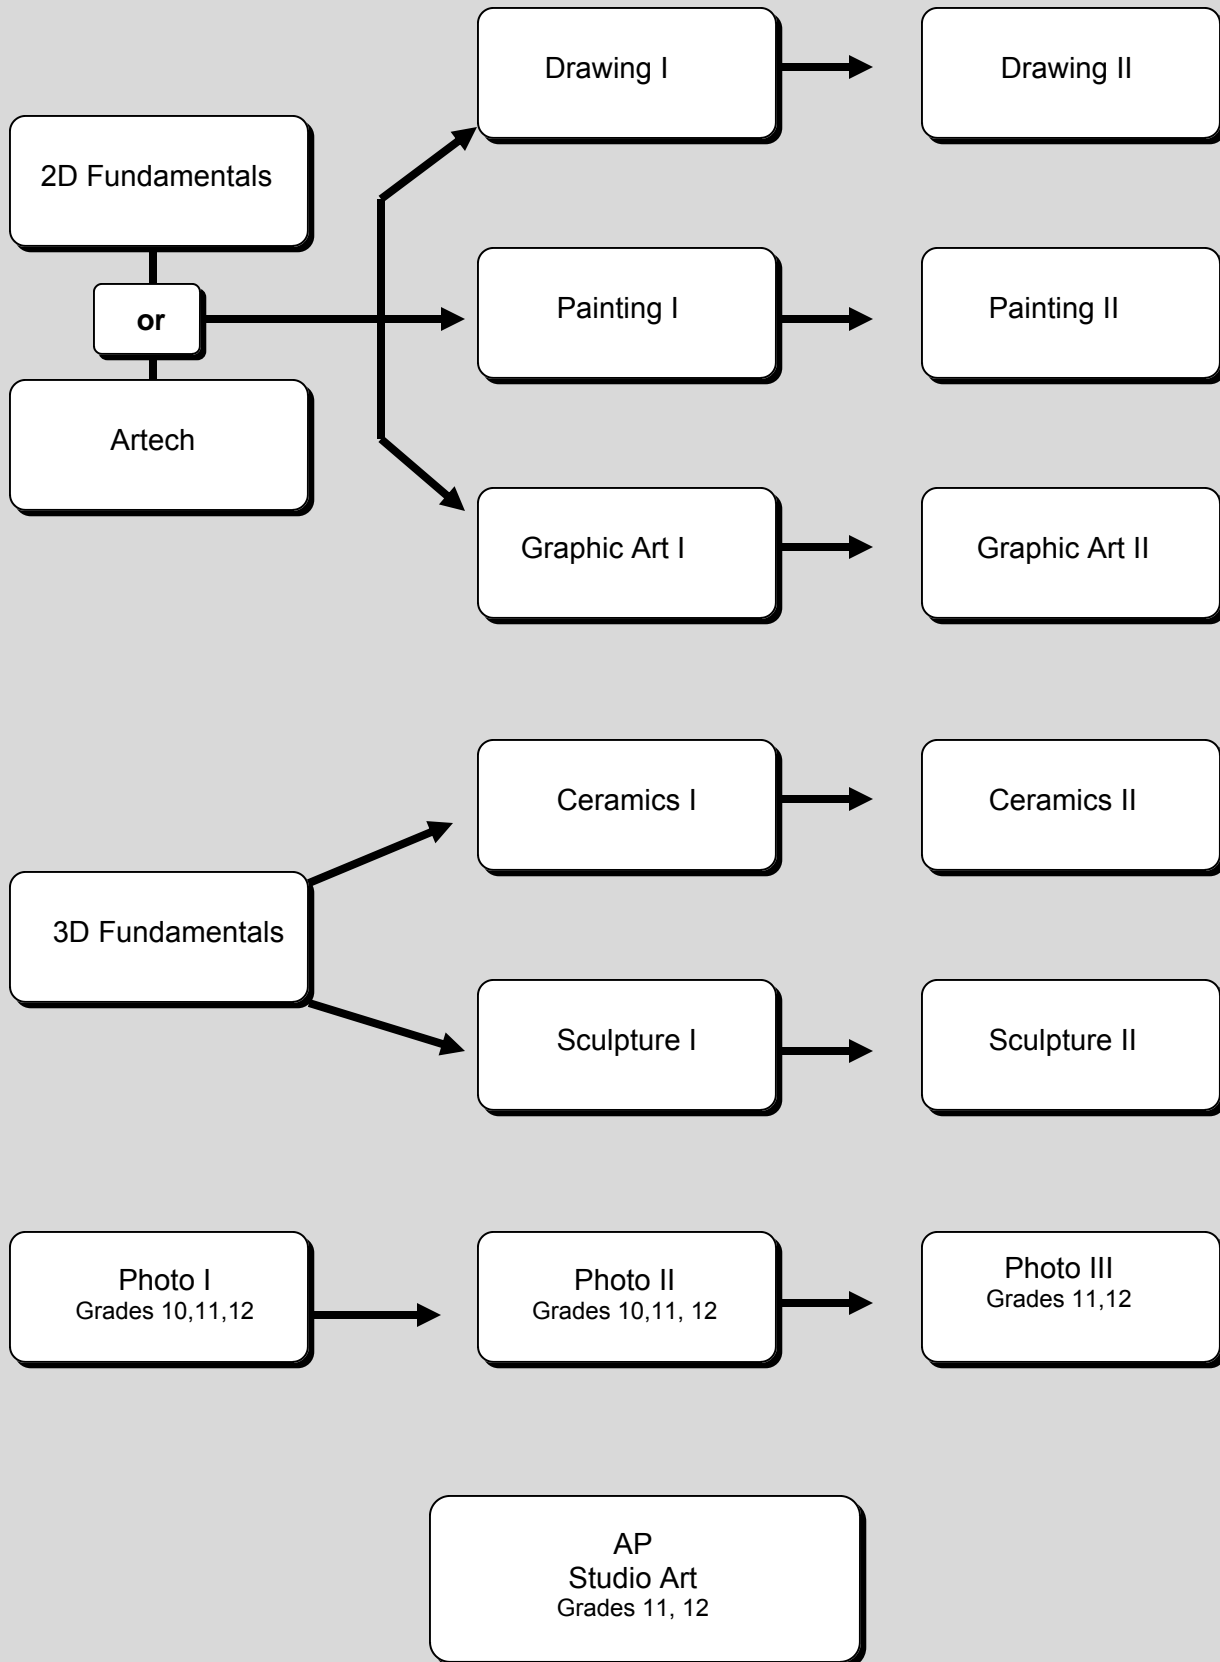 Drawing I
Drawing II
2D Fundamentals
or
Painting I
Painting II
Artech
Graphic Art I
Graphic Art II
Ceramics I
Ceramics II
3D Fundamentals
Sculpture I
Sculpture II
Photo I
Grades 10,11,12
Photo II
Grades 10,11, 12
Photo III
Grades 11,12
AP
Studio Art
Grades 11, 12